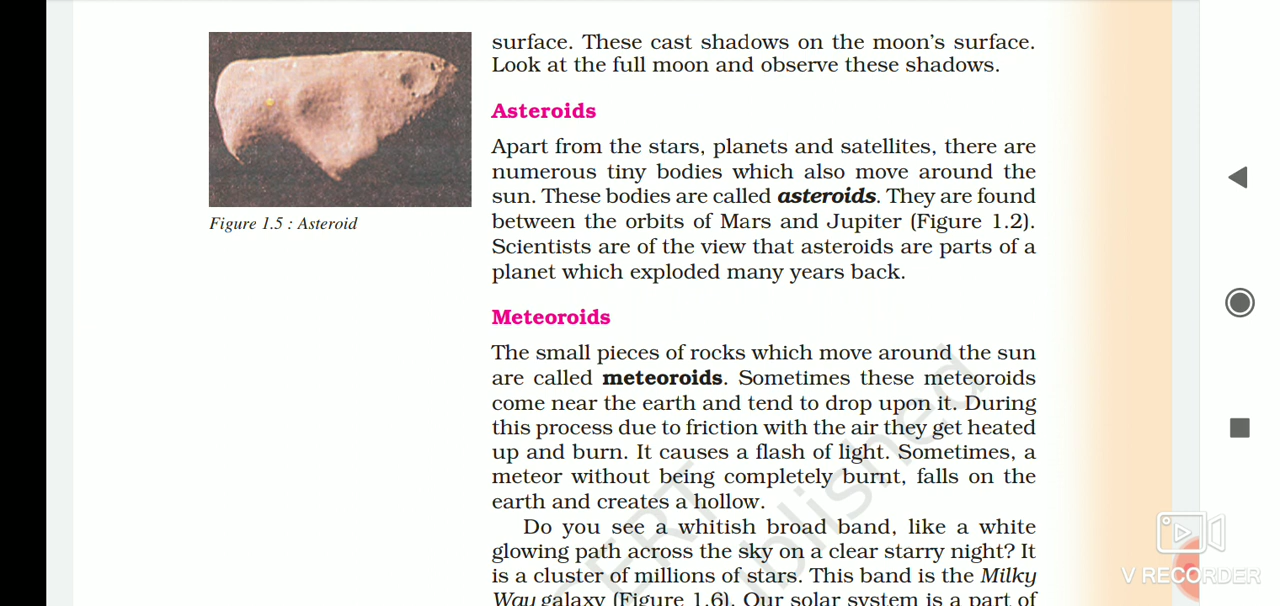 surface. These cast shadows on the moon's surface.
Look at the full moon and observe these shadows.
Asteroids
Apart from the stars, planets and satellites, there are
numerous tiny bodies which also move around the
sun. These bodies are called asteroids. They are found
between the orbits of Mars and Jupiter (Figure 1.2).
Scientists are of the view that asteroids are parts of a
planet which exploded many years back.
Figure 1.5 : Asteroid
Meteoroids
The small pieces of rocks which move around the sun
are called meteoroids. Sometimes these meteoroids
come near the earth and tend to drop upon it. During
this process due to friction with the air they get heated
up and burn. It causes a flash of light. Sometimes, a
meteor without being completely burnt, falls on the
earth and creates a hollow.
Do you see a whitish broad band, like a white
glowing path across the sky on a clear starry night? It
is a cluster of millions of stars. This band is the Milky
Way galaxy (Figure 1.6). Our solar system is a part of
V RECORDER